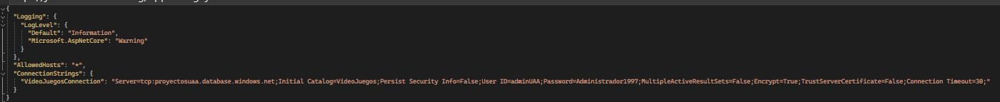 {
"Logging": {
"LogLevel": {
"Default": "Information",
"Microsoft.AspNetCore": "Warning"
}
},
"AllowedHosts": "*",
"ConnectionStrings": {
"VideoJuegosConnection": "Server=tcp:proyectosuaa.database.windows.net;Initial Catalog=VideoJuegos;Persist Security Info=False;User ID=adminUAA;Password=Administrador1997;MultipleActiveResultSets=False;Encrypt=True;TrustServerCertificate=False;Connection Timeout=30;"
}
}